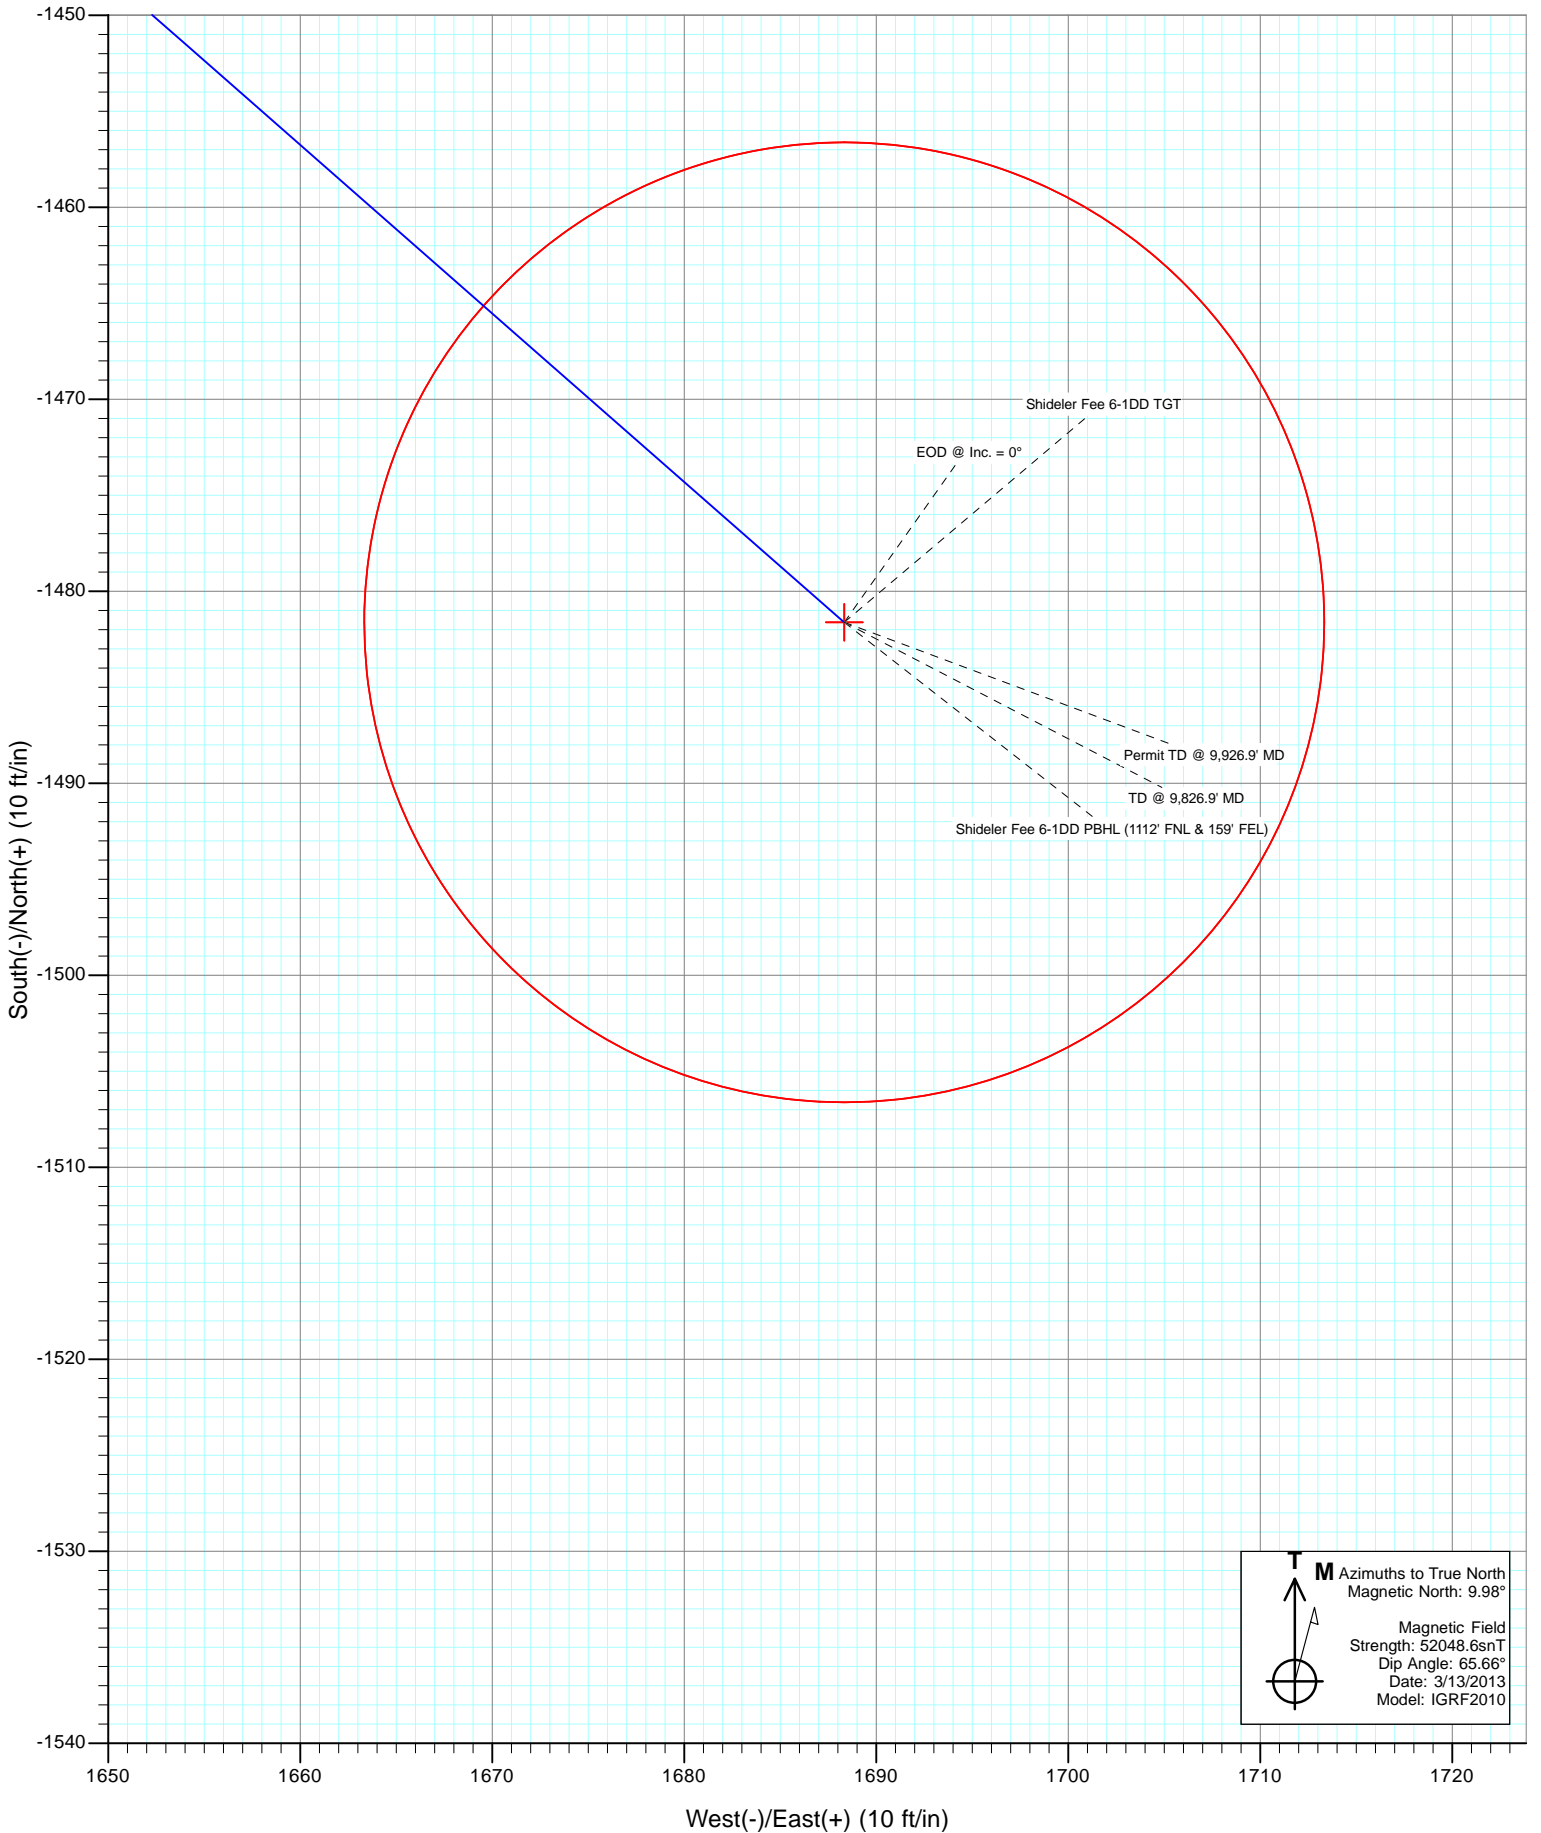 -1450
-1460
-1470
-1480
-1490
-1500
-1510
-1520
-1530
-1540
South(-)/North(+) (10 ft/in)
Shideler Fee 6-1DD TGT
EOD @ Inc. = 0°
Permit TD @ 9,926.9' MD
TD @ 9,826.9' MD
Shideler Fee 6-1DD PBHL (1112' FNL & 159' FEL)
T
M
Azimuths to True North
Magnetic North: 9.98°
Magnetic Field
Strength: 52048.6snT
Dip Angle: 65.66°
Date: 3/13/2013
Model: IGRF2010
1650
1660
1670
1680
1690
1700
1710
1720
West(-)/East(+) (10 ft/in)